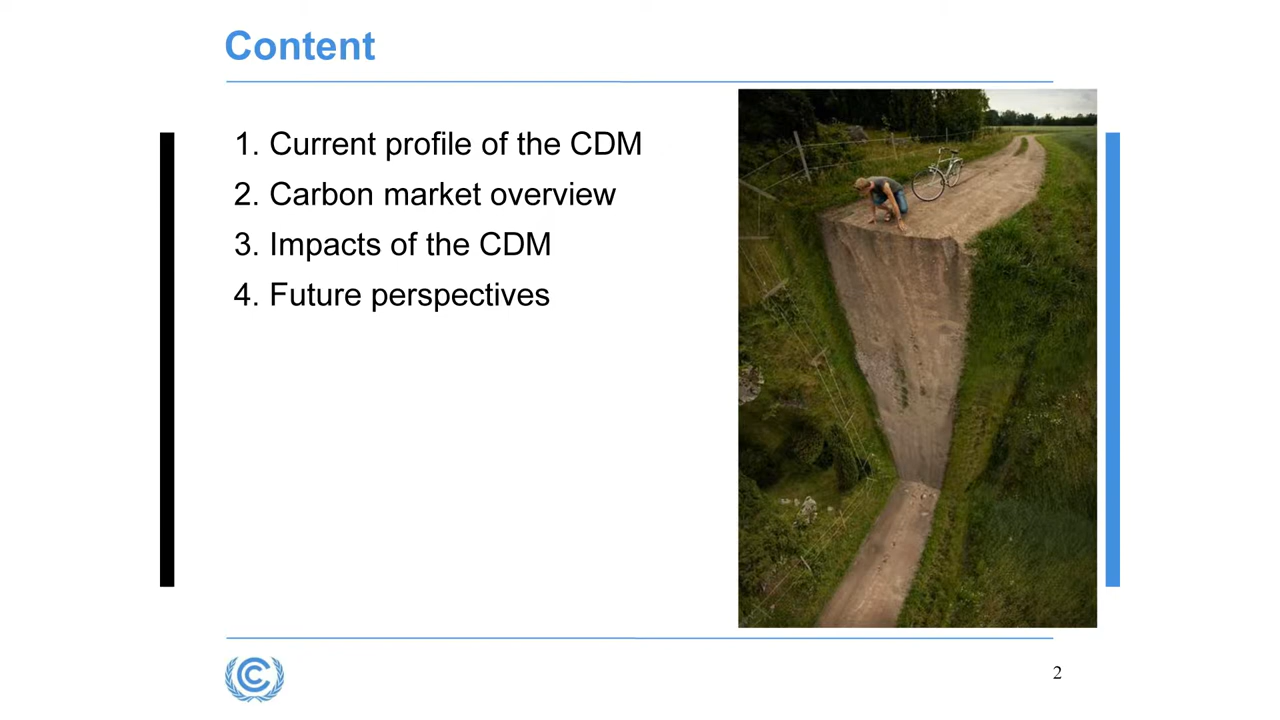 Content
1. Current profile of the CDM
2. Carbon market overview
3. Impacts of the CDM
4. Future perspectives
2